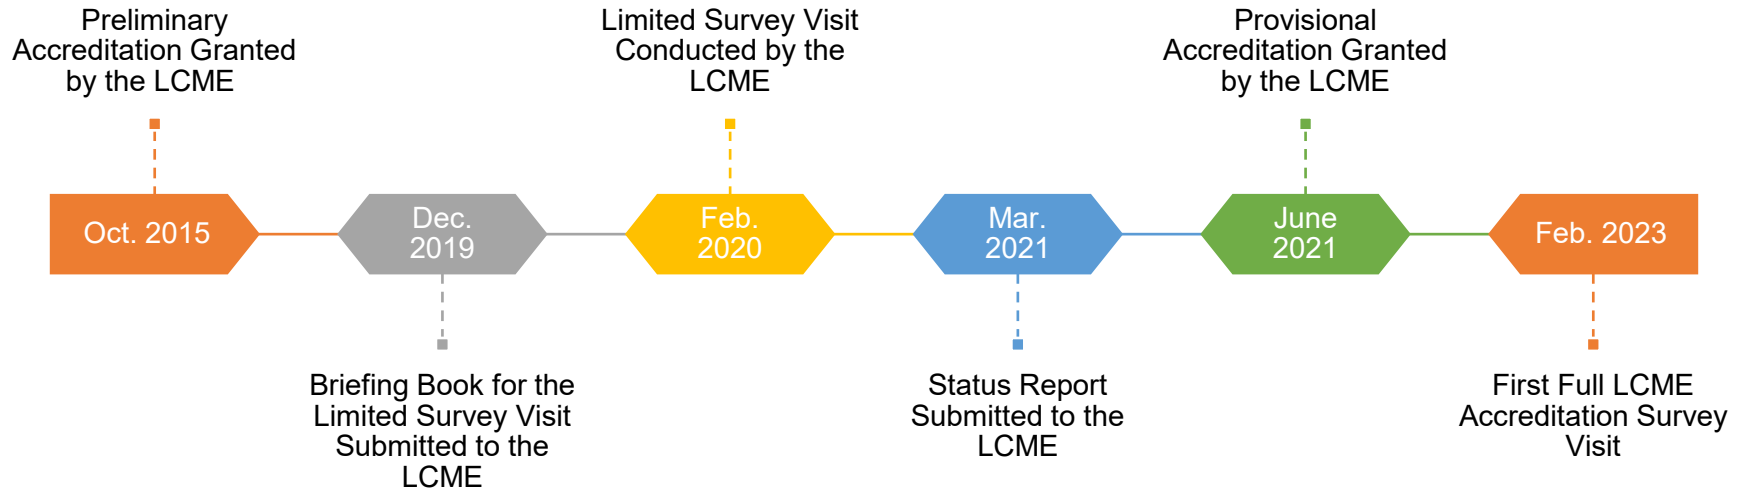 Preliminary
Accreditation Granted
by the LCME
Limited Survey Visit
Conducted by the
LCME
Provisional
Accreditation Granted
by the LCME
Oct. 2015
Dec.
2019
Feb.
2020
Mar.
2021
June
2021
Feb. 2023
Briefing Book for the
Limited Survey Visit
Submitted to the
LCME
Status Report
Submitted to the
LCME
First Full LCME
Accreditation Survey
Visit